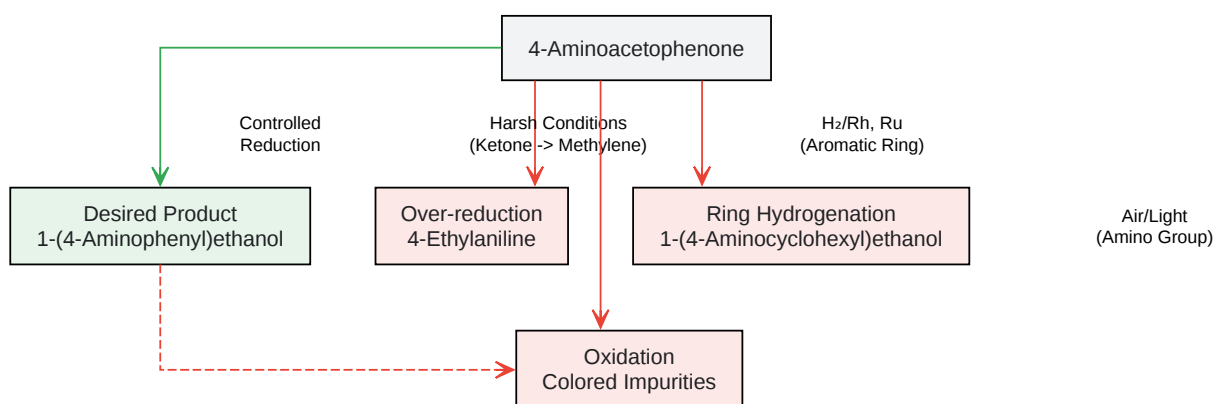 4-Aminoacetophenone
Controlled
Reduction
Harsh Conditions
(Ketone -> Methylene)
H₂/Rh, Ru
(Aromatic Ring)
Desired Product
1-(4-Aminophenyl)ethanol
Over-reduction
4-Ethylaniline
Ring Hydrogenation
1-(4-Aminocyclohexyl)ethanol
Air/Light
(Amino Group)
Oxidation
Colored Impurities